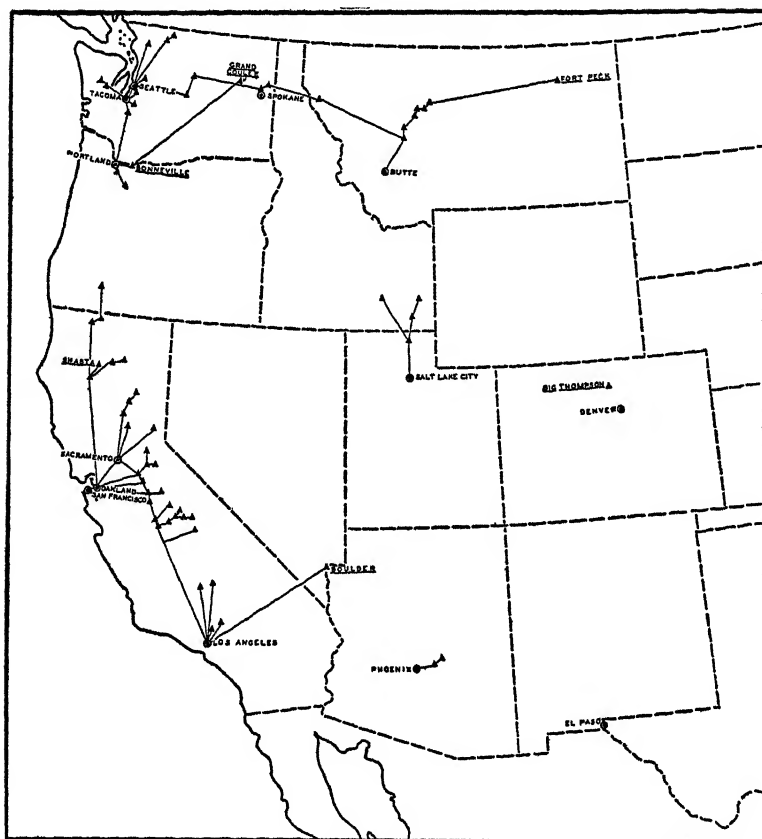 GRAND
COULEE
FORT PECK
SEATTLE
TACOMA
SPOKANE
PORTLAND
BONNEVILLE
BUTTE
SHASTA
SALT LAKE CITY
BIG THOMPSON
DENVER
SACRAMENTO
OAKLAND
SAN FRANCISCO
BOULDER
LOS ANGELES
PHOENIX
EL PASO